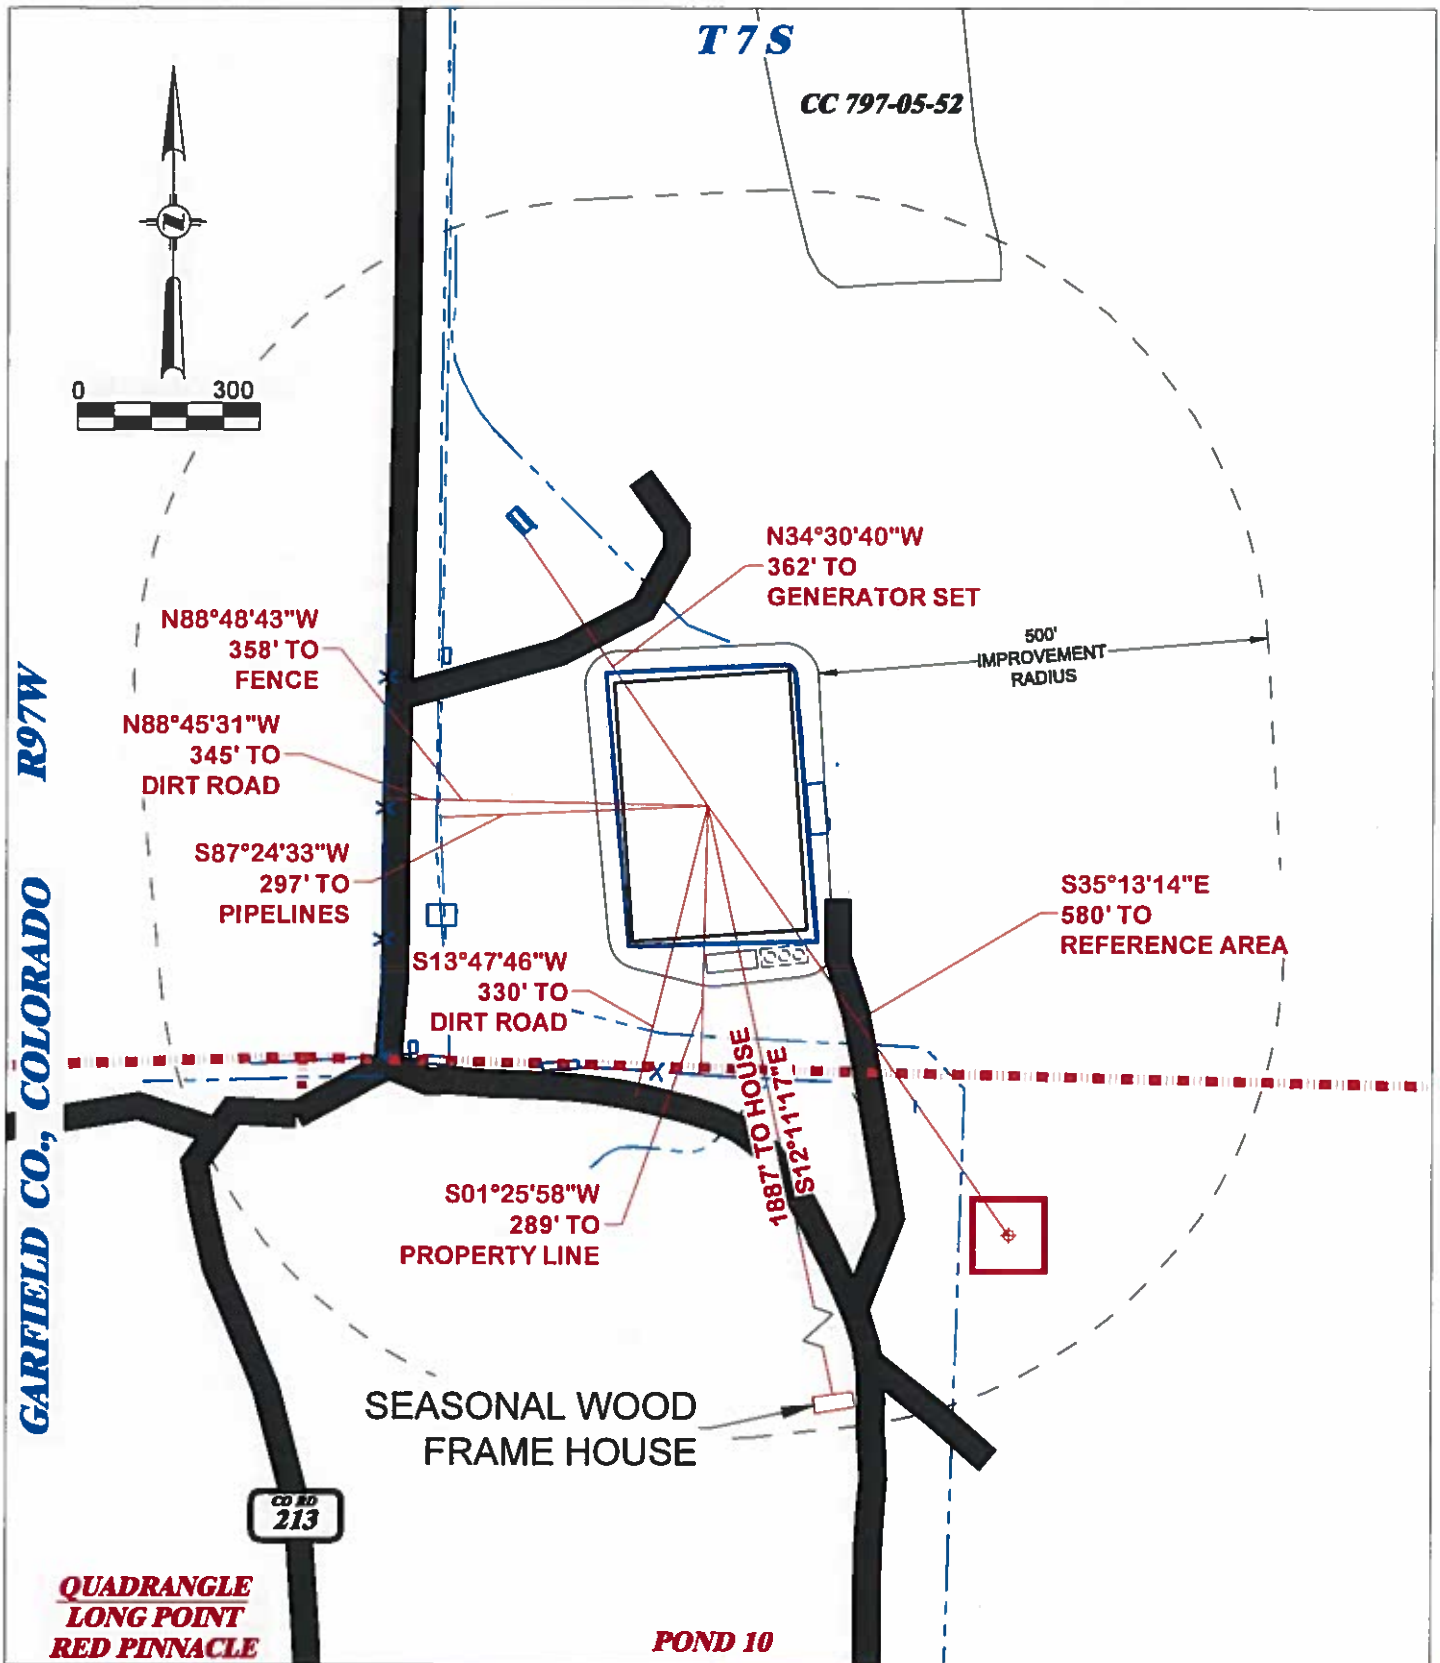 T 7 S
CC 797-05-52
0 300
N34°30'40"W
362' TO
GENERATOR SET
N88°48'43"W
358' TO
FENCE
500'
IMPROVEMENT
RADIUS
R97W
N88°45'31"W
345' TO
DIRT ROAD
S87°24'33"W
297' TO
PIPELINES
S35°13'14"E
580' TO
REFERENCE AREA
S13°47'46"W
330' TO
DIRT ROAD
GARFIELD CO., COLORADO
1887' TO HOUSE
S12°11'17"E
S01°25'58"W
289' TO
PROPERTY LINE
SEASONAL WOOD
FRAME HOUSE
CO RD
213
QUADRANGLE
LONG POINT
RED PINNACLE
POND 10